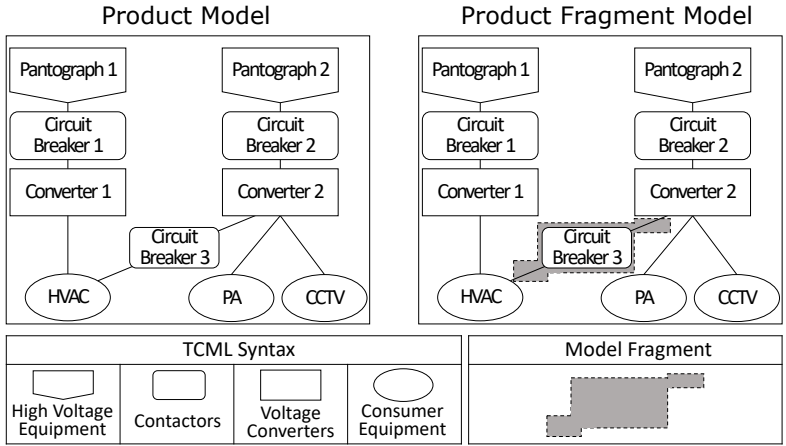 Product Model
Product Fragment Model
Pantograph 1
Pantograph 2
Circuit
Breaker 1
Circuit
Breaker 2
Converter 1
Converter 2
Circuit
Breaker 3
HVAC
PA
CCTV
Pantograph 1
Pantograph 2
Circuit
Breaker 1
Circuit
Breaker 2
Converter 1
Converter 2
Circuit
Breaker 3
HVAC
PA
CCTV
TCML Syntax
High Voltage
Equipment
Contactors
Voltage
Converters
Consumer
Equipment
Model Fragment